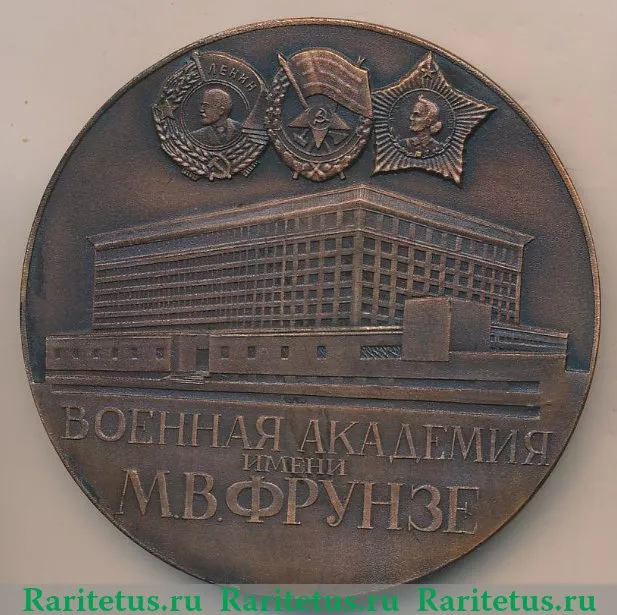 ЛЕНИН
ВОЕННАЯ АКАДЕМИЯ
ИМЕНИ
М.В.ФРУНЗЕ
Raritetus.ru Raritetus.ru Raritetus.ru